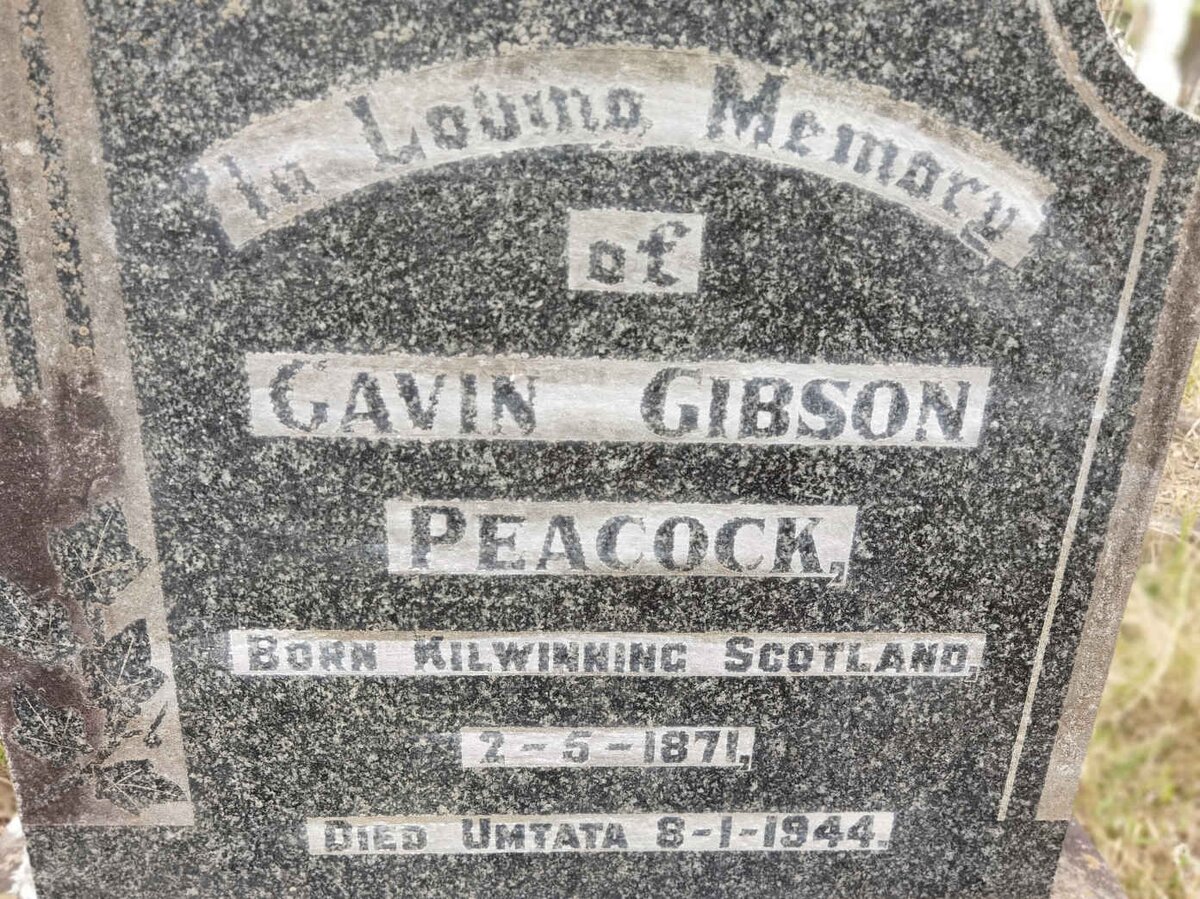 In Loving Memory
of
GAVIN GIBSON
PEACOCK,
BORN KILWINNING SCOTLAND,
2-5-1871,
DIED UMTATA 8-1-1944.